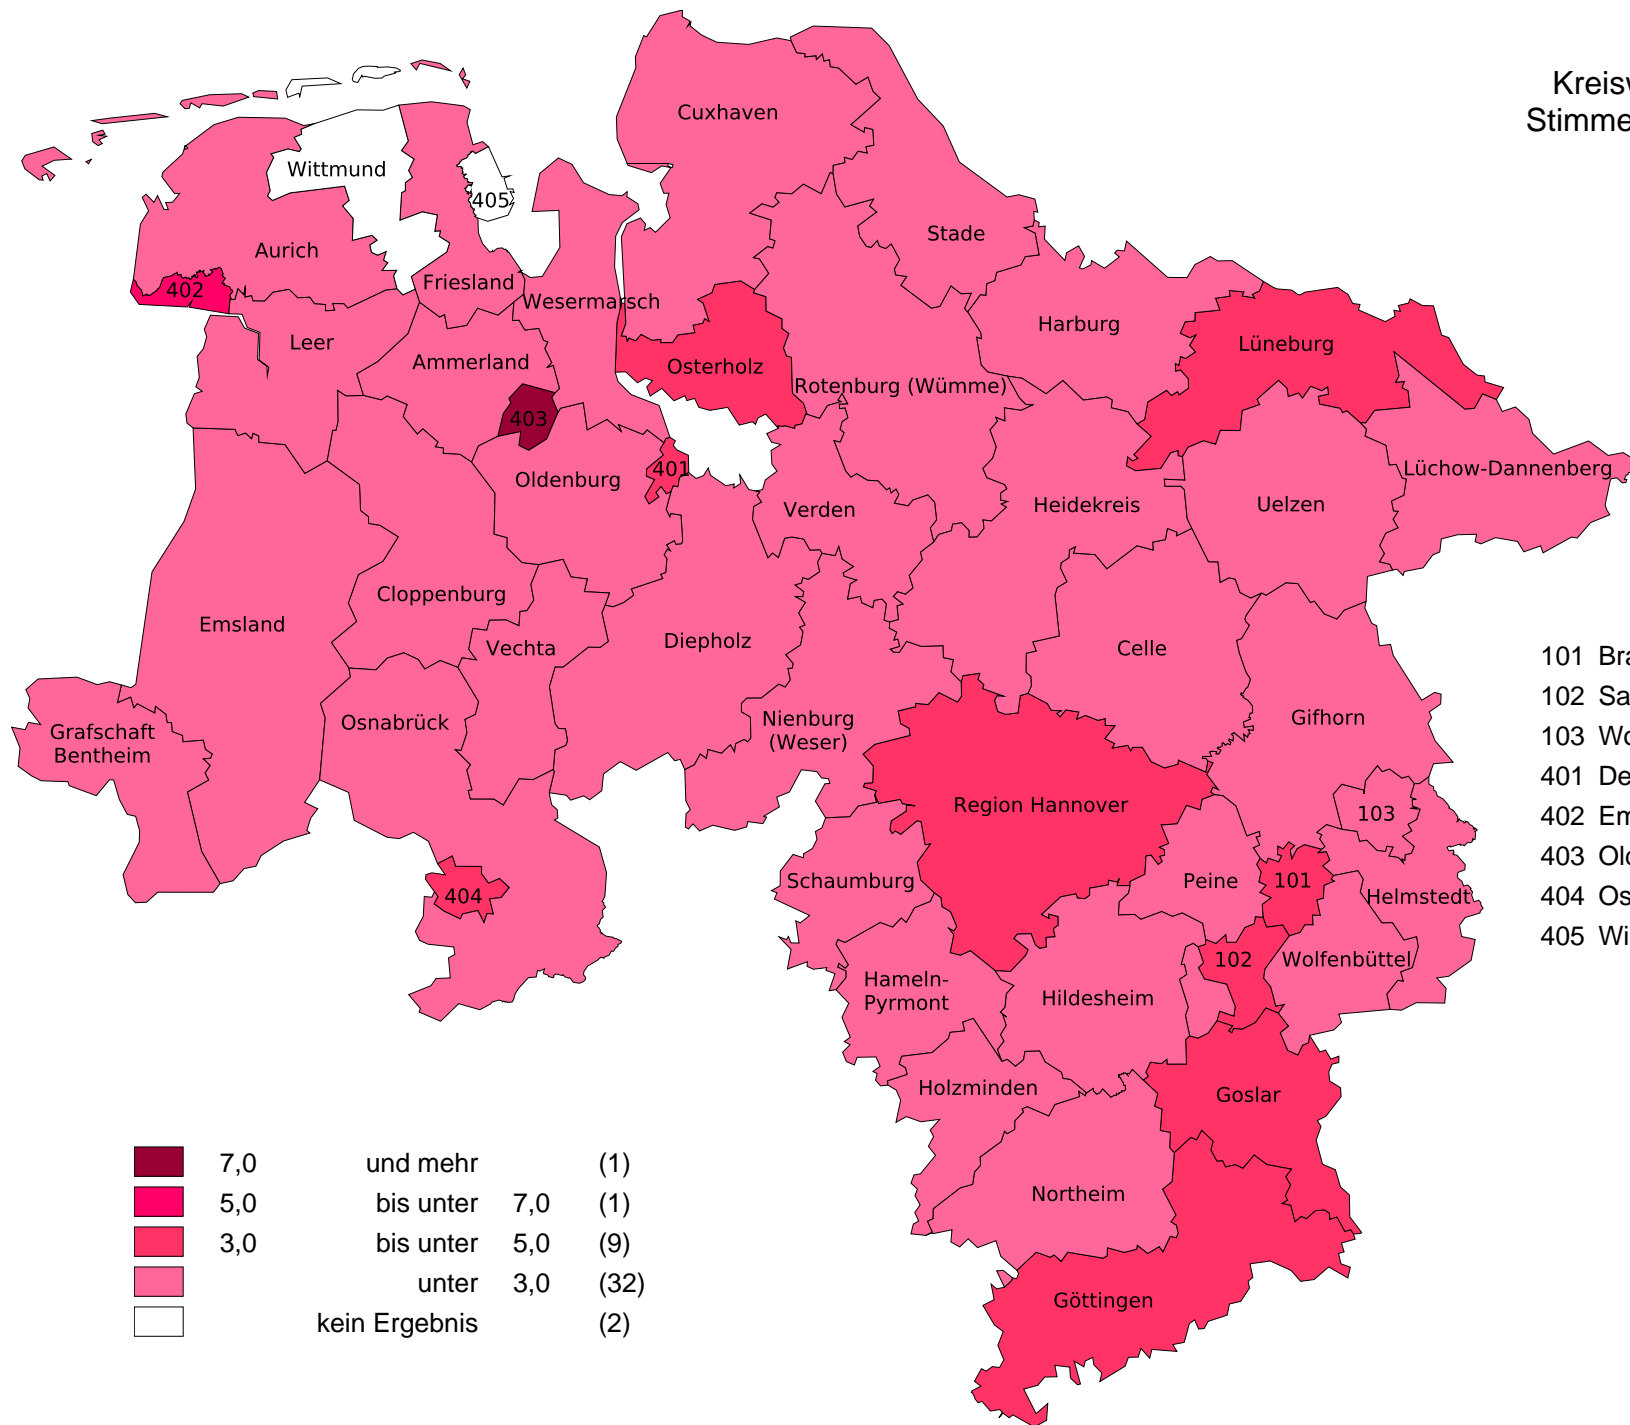 Kreisw
Stimme
Cuxhaven
Wittmund
405
Stade
Aurich
Friesland
402
Wesermarsch
Harburg
Lüneburg
Leer
Ammerland
Osterholz
Rotenburg (Wümme)
403
401
Lüchow-Dannenberg
Oldenburg
Verden
Heidekreis
Uelzen
Cloppenburg
Emsland
Diepholz
Vechta
Celle
Grafschaft
Bentheim
Osnabrück
Nienburg
(Weser)
Gifhorn
Region Hannover
103
Schaumburg
Peine
101
404
Helmstedt
102
Wolfenbüttel
Hameln-
Pyrmont
Hildesheim
Holzminden
Goslar
Northeim
Göttingen
101 Bra
102 Sa
103 Wo
401 De
402 Em
403 Old
404 Os
405 Wi
7,0 und mehr (1)
5,0 bis unter 7,0 (1)
3,0 bis unter 5,0 (9)
unter 3,0 (32)
kein Ergebnis (2)